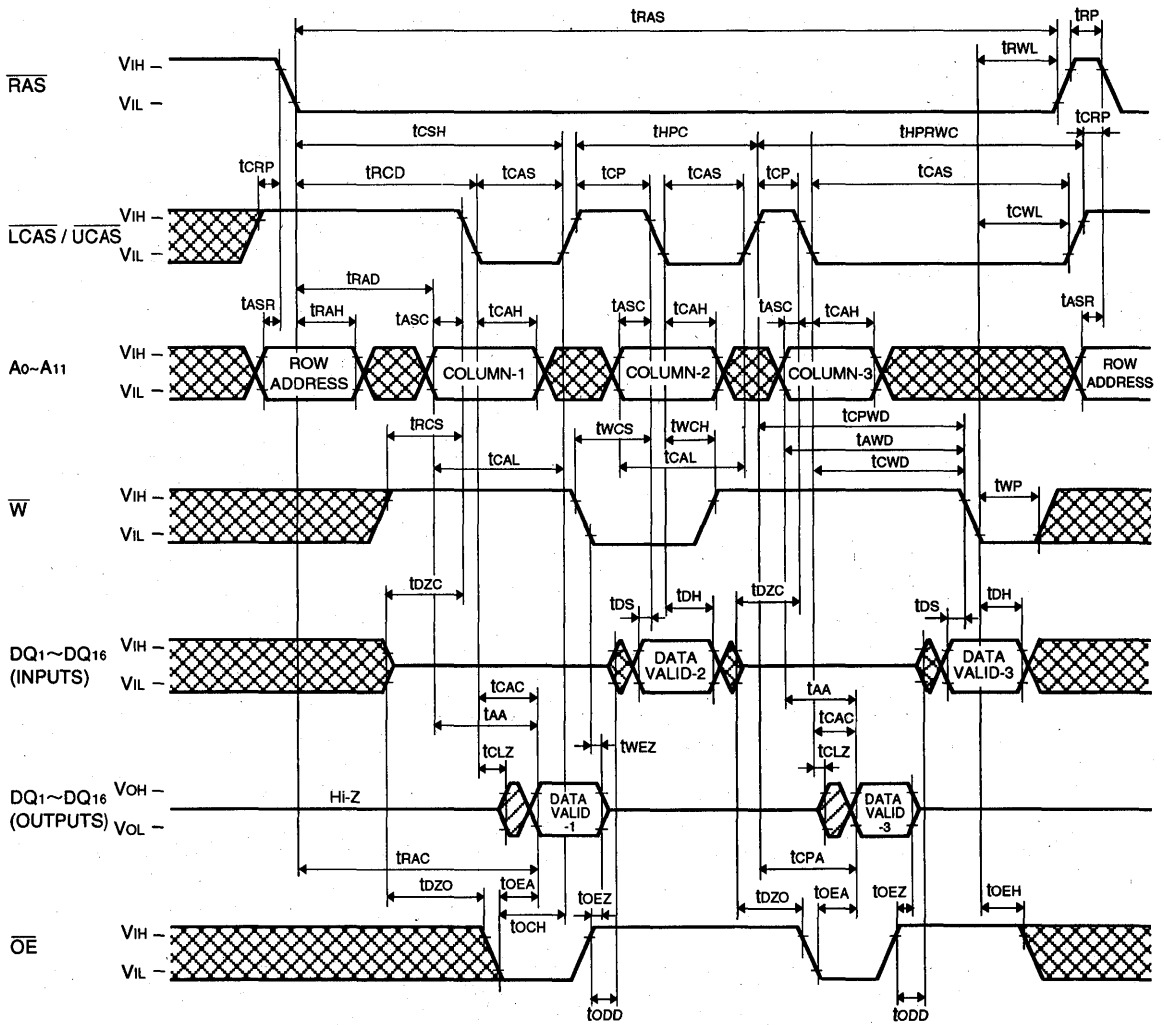 tRAS
tRP
tRWL
RAS
VIH
VIL
tCSH
tHPC
tHPRWC
tCRP
tCRP
tRCD
tCAS
tCP
tCAS
tCP
tCAS
LCAS / UCAS
VIH
VIL
tCWL
tRAD
tASR
tRAH
tASC
tCAH
tASC
tCAH
tASC
tCAH
tASR
A0~A11
VIH
VIL
ROW ADDRESS
COLUMN-1
COLUMN-2
COLUMN-3
ROW ADDRESS
tRCS
tWCS
tWCH
tCPWD
tCAL
tCAL
tAWD
tCWD
W
VIH
VIL
tWP
tDZC
tDS
tDH
tDZC
tDS
tDH
DQ1~DQ16
(INPUTS)
VIH
VIL
DATA VALID-2
DATA VALID-3
tCAC
tAA
tAA
tCAC
tCLZ
tWEZ
tCLZ
DQ1~DQ16
(OUTPUTS)
VOH
VOL
Hi-Z
DATA VALID -1
DATA VALID -3
tRAC
tCPA
tDZO
tOEA
tOEZ
tDZO
tOEA
tOEZ
tOEH
tOCH
OE
VIH
VIL
tODD
tODD